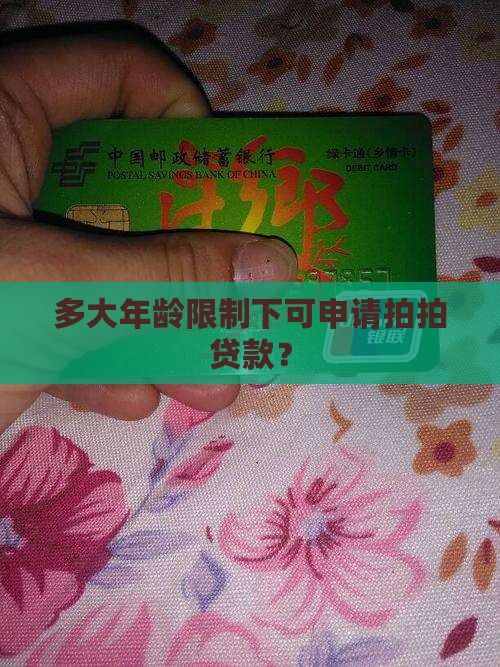 中国邮政储蓄银行
POSTAL SAVINGS BANK OF CHINA
绿卡通(乡情卡)
DEBIT CARD
乡
多大年龄限制下可申请拍拍
贷款？
银联